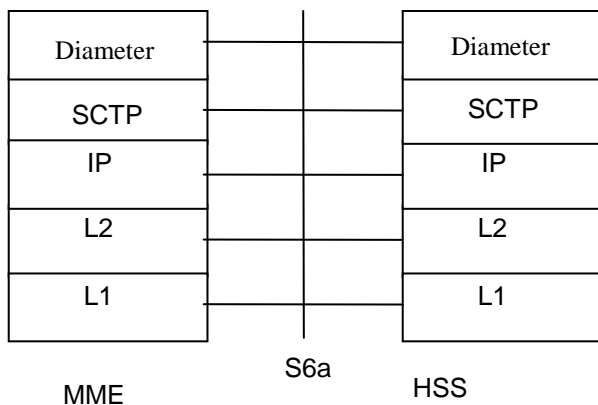 Diameter
SCTP
IP
L2
L1
Diameter
SCTP
IP
L2
L1
S6a
MME
HSS